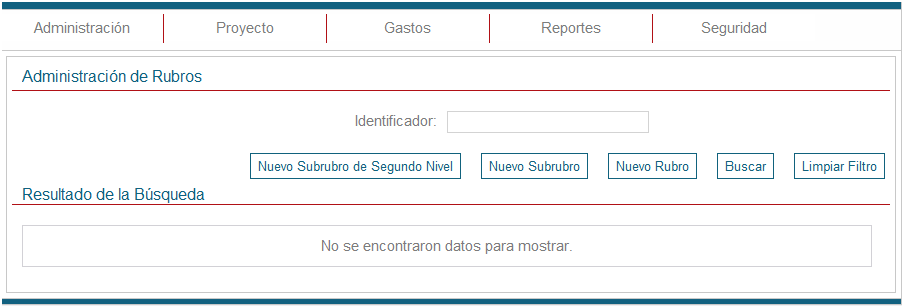 Administración Proyecto Gastos Reportes Seguridad
Administración de Rubros
Identificador:
Nuevo Subrubro de Segundo Nivel Nuevo Subrubro Nuevo Rubro Buscar Limpiar Filtro
Resultado de la Búsqueda
No se encontraron datos para mostrar.